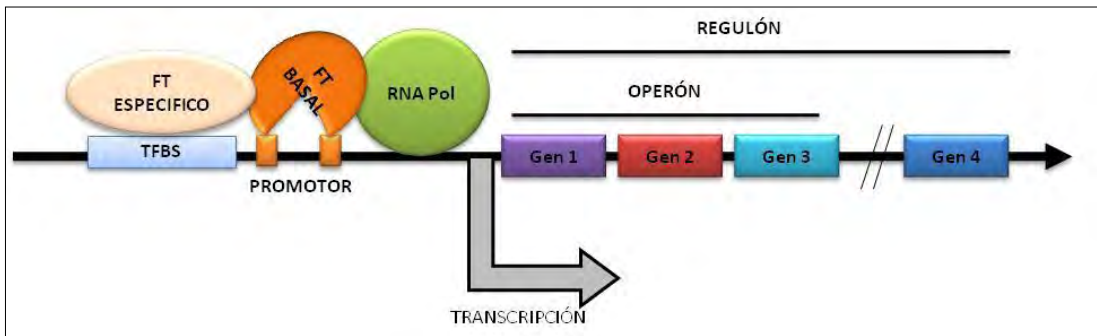 REGULÓN
OPERÓN
FT
ESPECIFICO
FT
BASAL
RNA Pol
TFBS
PROMOTOR
Gen 1
Gen 2
Gen 3
Gen 4
TRANSCRIPCIÓN